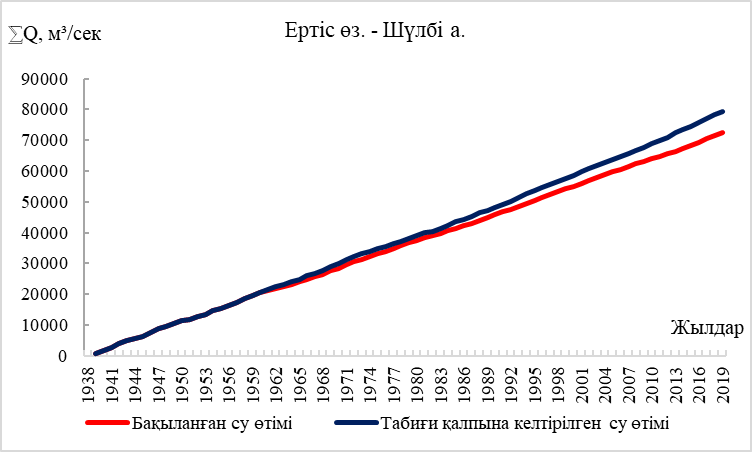 ∑Q, м³/сек
Ертіс өз. - Шүлбі а.
90000
80000
70000
60000
50000
40000
30000
20000
10000
0
Жылдар
1938 1941 1944 1947 1950 1953 1956 1959 1962 1965 1968 1971 1974 1977 1980 1983 1986 1989 1992 1995 1998 2001 2004 2007 2010 2013 2016 2019
Бақыланған су өтімі Табиғи қалпына келтірілген су өтімі